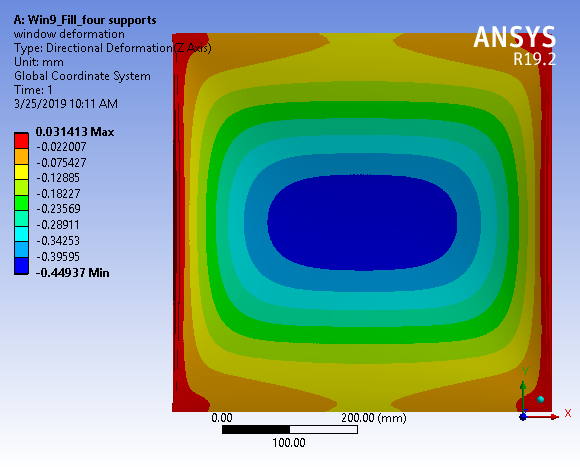 A: Win9_Fill_four supports
window deformation
Type: Directional Deformation(Z Axis)
Unit: mm
Global Coordinate System
Time: 1
3/25/2019 10:11 AM
ANSYS
R19.2
0.031413 Max
-0.022007
-0.075427
-0.12885
-0.18227
-0.23569
-0.28911
-0.34253
-0.39595
-0.44937 Min
Y
X
0.00
200.00 (mm)
100.00